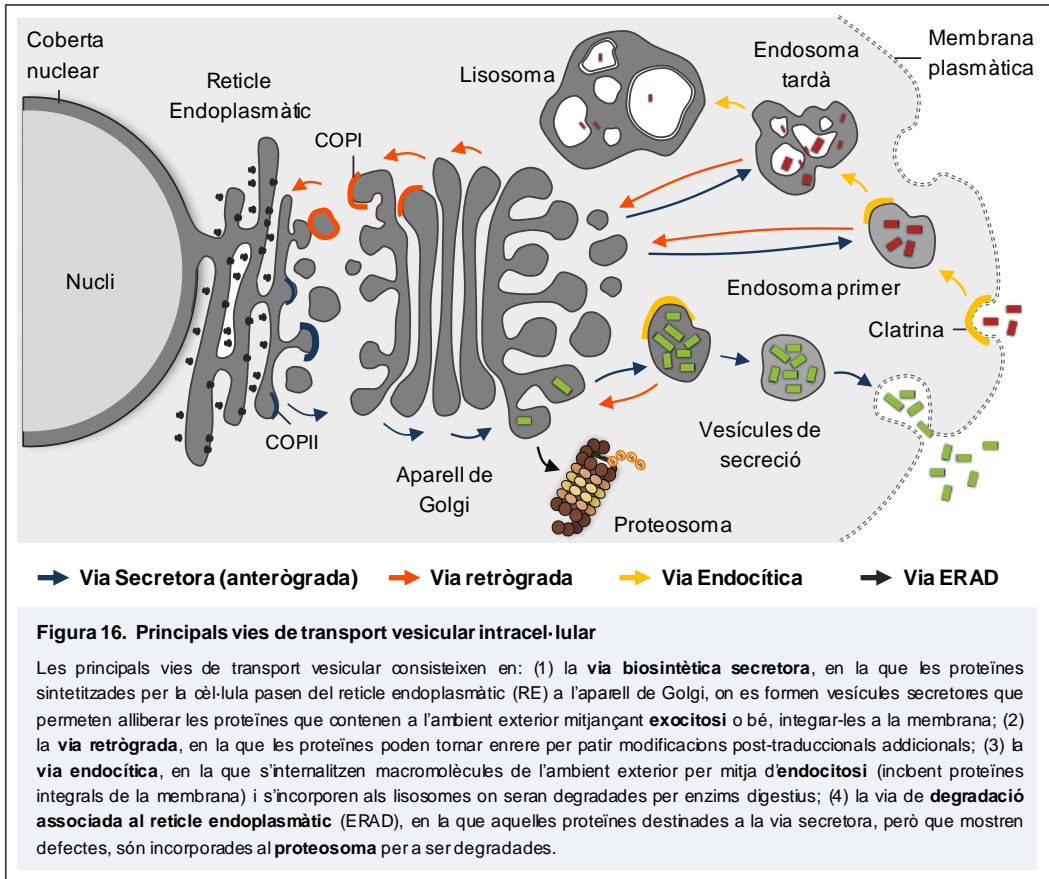 Coberta
nuclear
Reticle
Endoplasmàtic
COPI
Lisosoma
Endosoma
tardà
Membrana
plasmàtica
Nucli
Endosoma primer
Clatrina
COPII
Aparell de
Golgi
Vesícules de
secreció
Proteosoma
Via Secretora (anterògrada)
Via retrògrada
Via Endocítica
Via ERAD
Figura 16. Principals vies de transport vesicular intracel·lular
Les principals vies de transport vesicular consisteixen en: (1) la via biosintètica secretora, en la que les proteïnes
sintetitzades per la cèl·lula pasen del reticle endoplasmàtic (RE) a l'aparell de Golgi, on es formen vesícules secretores que
permeten alliberar les proteïnes que contenen a l'ambient exterior mitjançant exocitosi o bé, integrar-les a la membrana; (2)
la via retrògrada, en la que les proteïnes poden tornar enrere per patir modificacions post-traduccionals addicionals; (3) la
via endocítica, en la que s'internalitzen macromolècules de l'ambient exterior per mitja d'endocitosi (incloent proteïnes
integrals de la membrana) i s'incorporen als lisosomes on seran degradades per enzims digestius; (4) la via de degradació
associada al reticle endoplasmàtic (ERAD), en la que aquelles proteïnes destinades a la via secretora, però que mostren
defectes, són incorporades al proteosoma per a ser degradades.